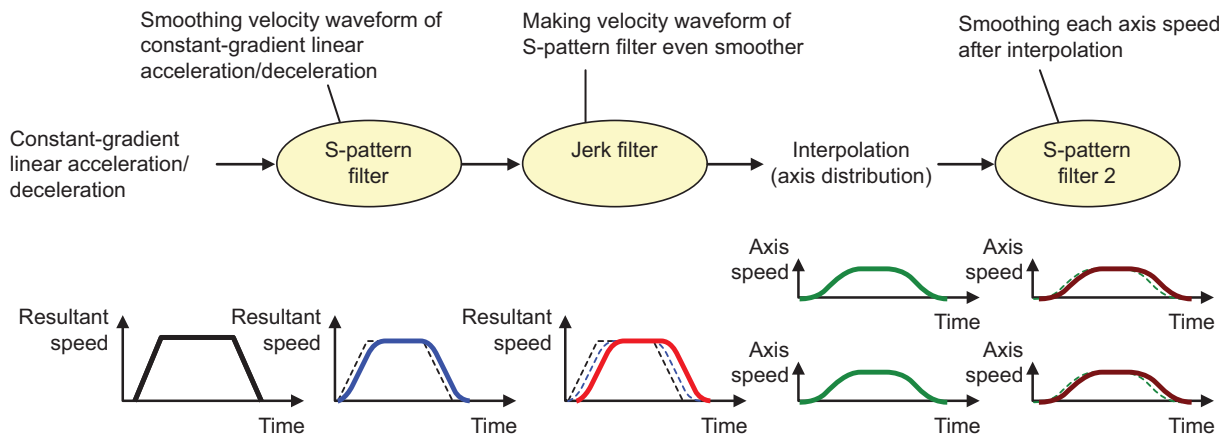 Smoothing velocity waveform of
constant-gradient linear
acceleration/deceleration
Making velocity waveform of
S-pattern filter even smoother
Smoothing each axis speed
after interpolation
Constant-gradient
linear acceleration/
deceleration
S-pattern
filter
Jerk filter
Interpolation
(axis distribution)
S-pattern
filter 2
Resultant
speed
Time
Resultant
speed
Time
Resultant
speed
Time
Axis
speed
Time
Axis
speed
Time
Axis
speed
Time
Axis
speed
Time